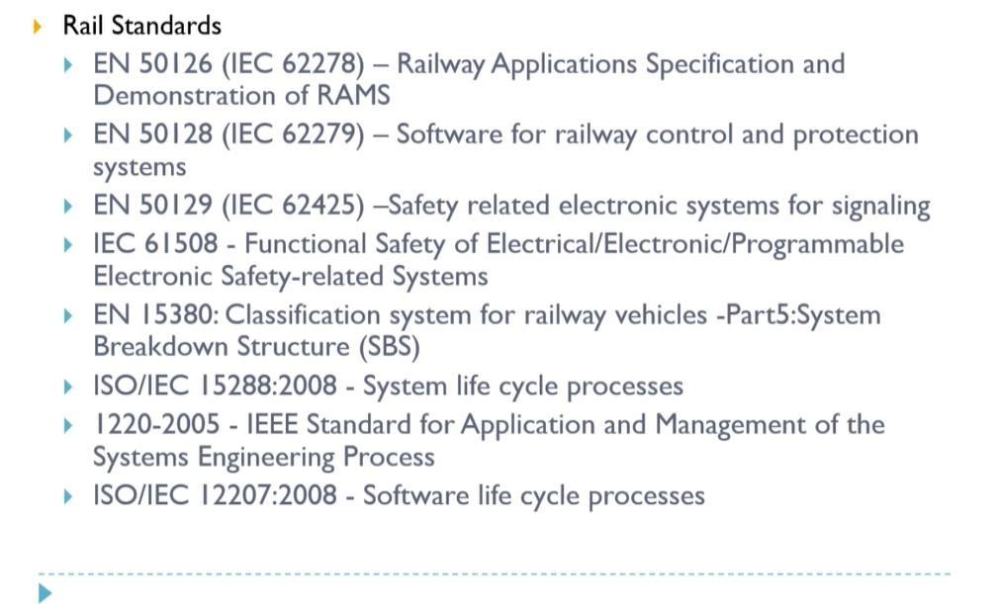 Rail Standards
EN 50126 (IEC 62278) – Railway Applications Specification and
Demonstration of RAMS
EN 50128 (IEC 62279) – Software for railway control and protection
systems
EN 50129 (IEC 62425) –Safety related electronic systems for signaling
IEC 61508 - Functional Safety of Electrical/Electronic/Programmable
Electronic Safety-related Systems
EN 15380: Classification system for railway vehicles -Part5:System
Breakdown Structure (SBS)
ISO/IEC 15288:2008 - System life cycle processes
1220-2005 - IEEE Standard for Application and Management of the
Systems Engineering Process
ISO/IEC 12207:2008 - Software life cycle processes